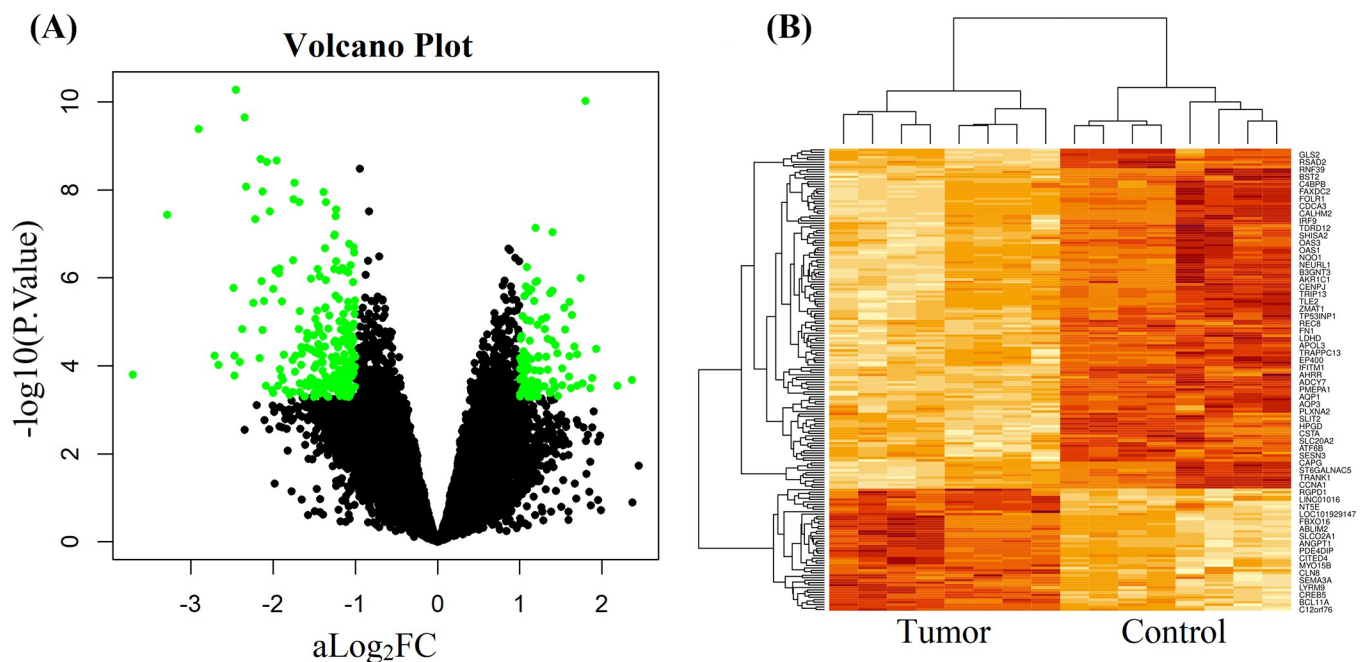 (A)
Volcano Plot
10
8
6
4
2
0
-log10(P.Value)
-3
-2
-1
0
1
2
aLog2FC
(B)
GLS2
RSAD2
RNF39
BST2
C4BPB
FAXDC2
FOLR1
CDCA3
CALHM2
IRF9
TDRD12
SHISA2
OAS3
OAS1
NQO1
NEURL1
B3GNT3
AKR1C1
CENPJ
TRIP13
TLE2
ZMAT1
TP53INP1
REC8
FN1
LDHD
APOL3
TRAPPC13
EP400
IFITM1
AHRR
ADCY7
PMEPA1
AQP1
AQP3
PLXNA2
SLIT2
HPGD
CSTA
SLC20A2
ATF6B
SESN3
CAPG
ST6GALNAC5
TRANK1
CCNA1
RGPD1
LINC01016
NT5E
LOC101929147
FBXO16
ABLIM2
SLCO2A1
ANGPT1
PDE4DIP
CITED4
MYO15B
CLN8
SEMA3A
LYRM9
CREB5
BCL11A
C12orf76
Tumor Control